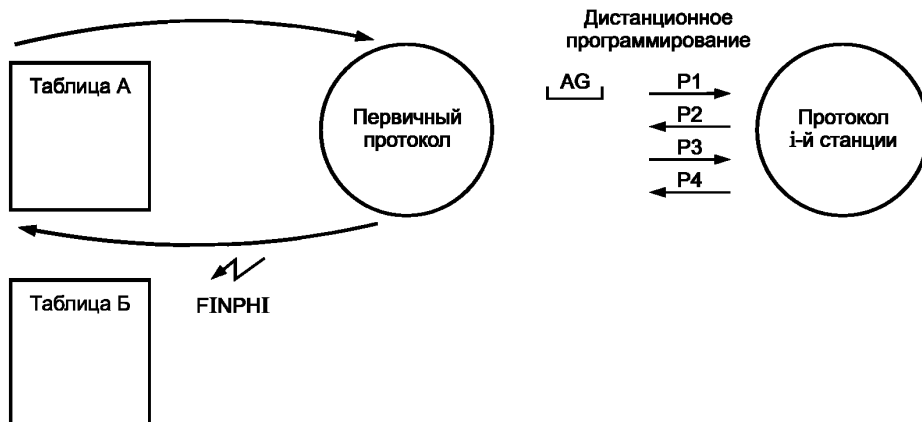 Дистанционное
программирование
Таблица А
Первичный
протокол
AG
P1
P2
P3
P4
Протокол
i-й станции
Таблица Б
FINPHI